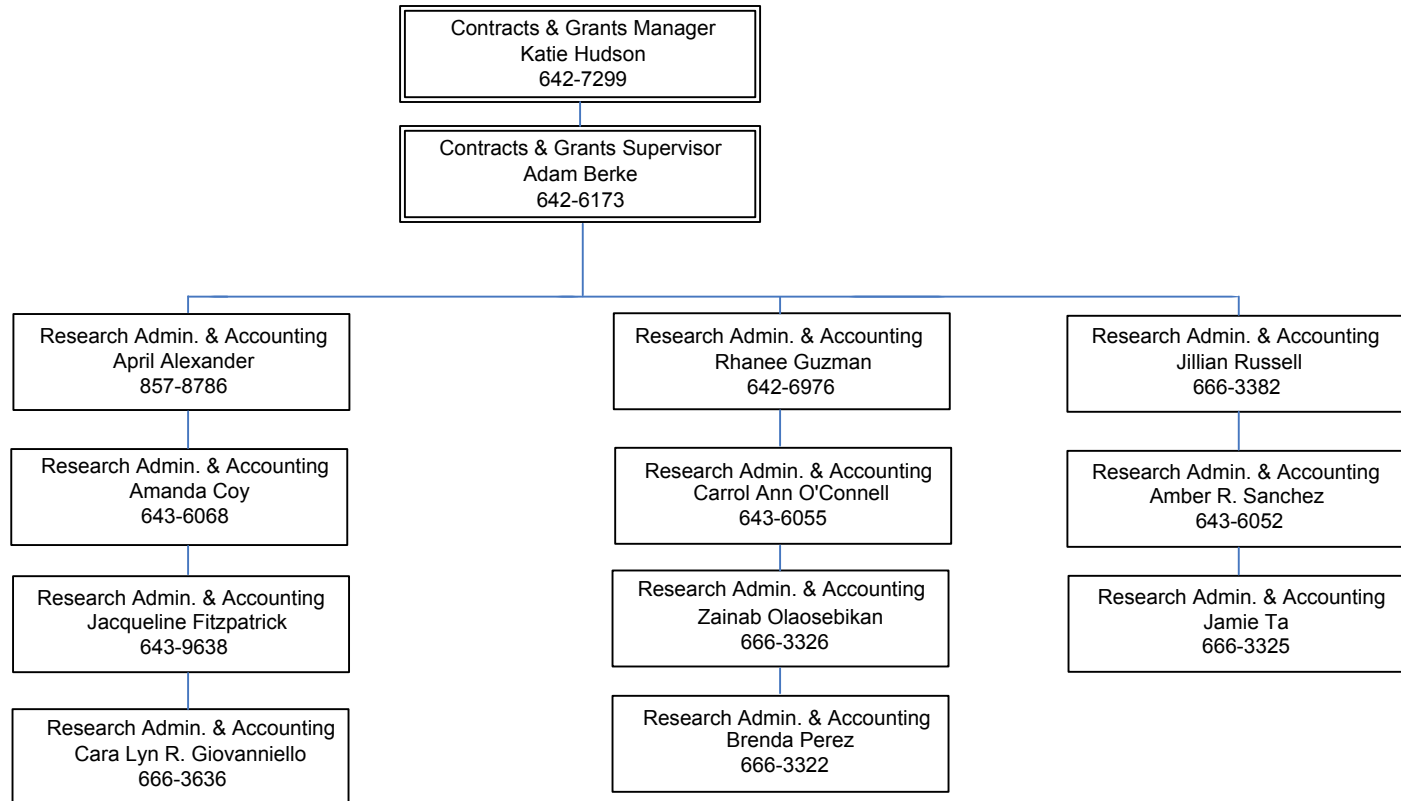 Contracts & Grants Manager
Katie Hudson
642-7299
Contracts & Grants Supervisor
Adam Berke
642-6173
Research Admin. & Accounting
April Alexander
857-8786
Research Admin. & Accounting
Amanda Coy
643-6068
Research Admin. & Accounting
Jacqueline Fitzpatrick
643-9638
Research Admin. & Accounting
Cara Lyn R. Giovanniello
666-3636
Research Admin. & Accounting
Rhanee Guzman
642-6976
Research Admin. & Accounting
Carrol Ann O'Connell
643-6055
Research Admin. & Accounting
Zainab Olaosebikan
666-3326
Research Admin. & Accounting
Brenda Perez
666-3322
Research Admin. & Accounting
Jillian Russell
666-3382
Research Admin. & Accounting
Amber R. Sanchez
643-6052
Research Admin. & Accounting
Jamie Ta
666-3325